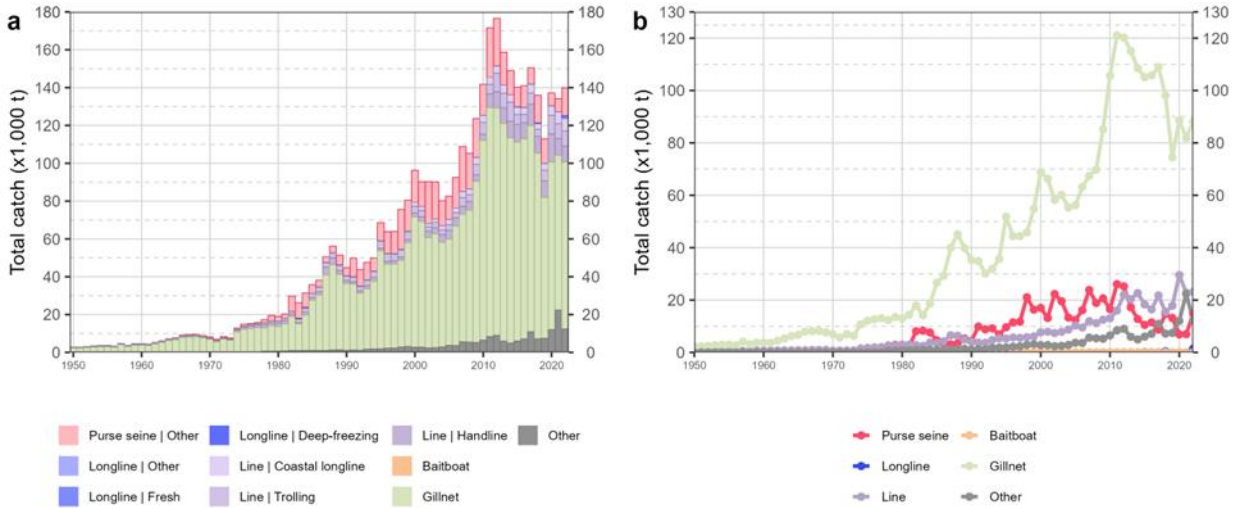 a
Total catch (x1,000 t)
180
160
140
120
100
80
60
40
20
0
180
160
140
120
100
80
60
40
20
0
1950 1960 1970 1980 1990 2000 2010 2020
Purse seine | Other
Longline | Other
Longline | Fresh
Longline | Deep-freezing
Line | Coastal longline
Line | Trolling
Line | Handline
Baitboat
Gillnet
Other
b
Total catch (x1,000 t)
130
120
100
80
60
40
20
0
130
120
100
80
60
40
20
0
1950 1960 1970 1980 1990 2000 2010 2020
Purse seine
Longline
Line
Baitboat
Gillnet
Other